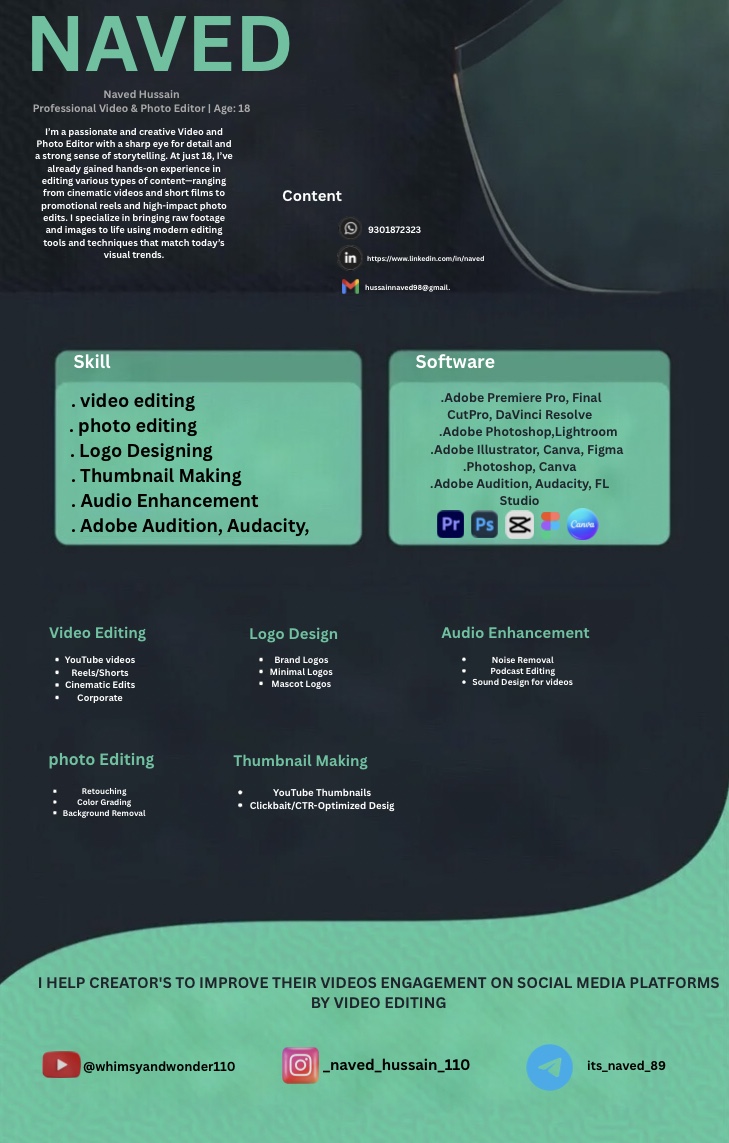 NAVED
Naved Hussain
Professional Video & Photo Editor | Age: 18
I'm a passionate and creative Video and
Photo Editor with a sharp eye for detail and
a strong sense of storytelling. At just 18, I've
already gained hands-on experience in
editing various types of content—ranging
from cinematic videos and short films to
promotional reels and high-impact photo
edits. I specialize in bringing raw footage
and images to life using modern editing
tools and techniques that match today's
visual trends.
Content
9301872323
in
https://www.linkedin.com/in/naved
hussainnaved98@gmail.
Skill
. video editing
. photo editing
. Logo Designing
. Thumbnail Making
. Audio Enhancement
. Adobe Audition, Audacity,
Software
.Adobe Premiere Pro, Final
CutPro, DaVinci Resolve
.Adobe Photoshop,Lightroom
.Adobe Illustrator, Canva, Figma
.Photoshop, Canva
.Adobe Audition, Audacity, FL
Studio
Pr Ps Canva
Video Editing
• YouTube videos
• Reels/Shorts
• Cinematic Edits
• Corporate
Logo Design
• Brand Logos
• Minimal Logos
• Mascot Logos
Audio Enhancement
• Noise Removal
• Podcast Editing
• Sound Design for videos
photo Editing
• Retouching
• Color Grading
• Background Removal
Thumbnail Making
• YouTube Thumbnails
• Clickbait/CTR-Optimized Desig
I HELP CREATOR'S TO IMPROVE THEIR VIDEOS ENGAGEMENT ON SOCIAL MEDIA PLATFORMS
BY VIDEO EDITING
@whimsyandwonder110
_naved_hussain_110
its_naved_89